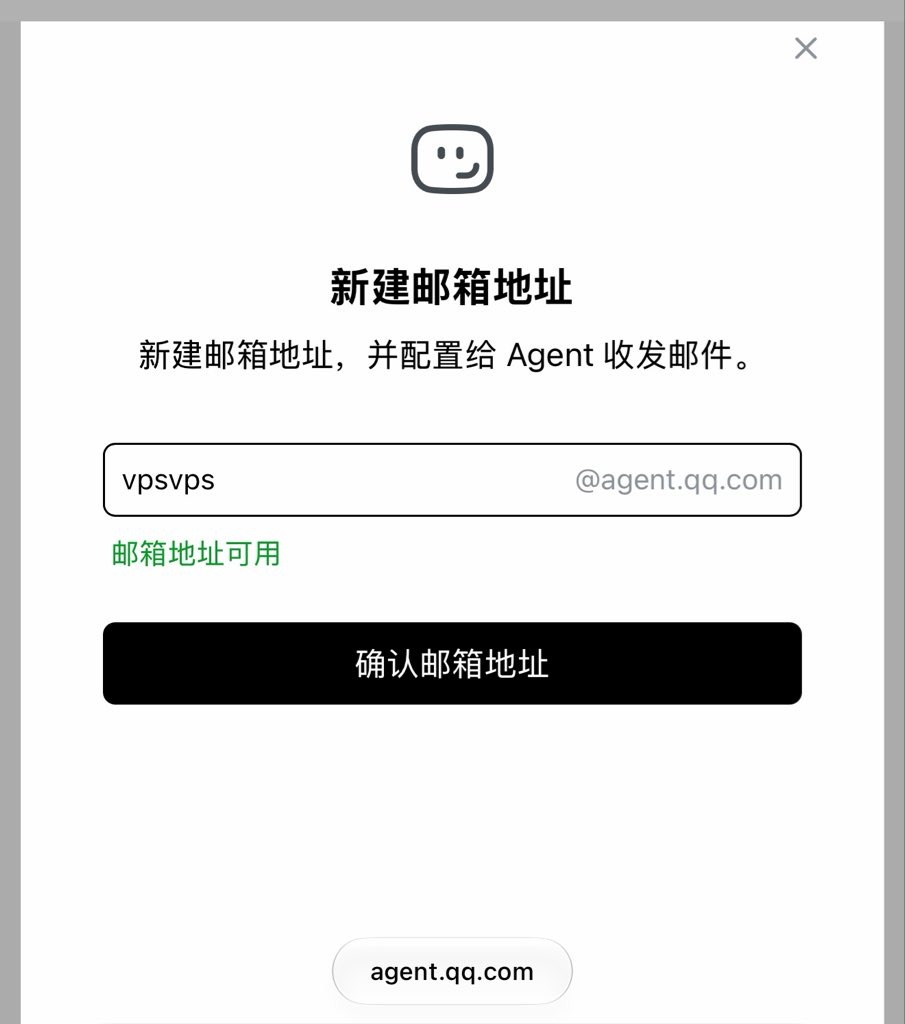 新建邮箱地址
新建邮箱地址，并配置给 Agent 收发邮件。
vpsvps @agent.qq.com
邮箱地址可用
确认邮箱地址
agent.qq.com